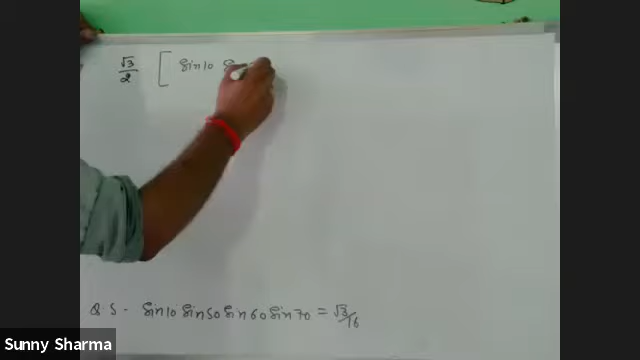 √3/2 [ Sin10 S
Q.5- Sin10 Sin50 Sin60 Sin70 = √3/16
Sunny Sharma